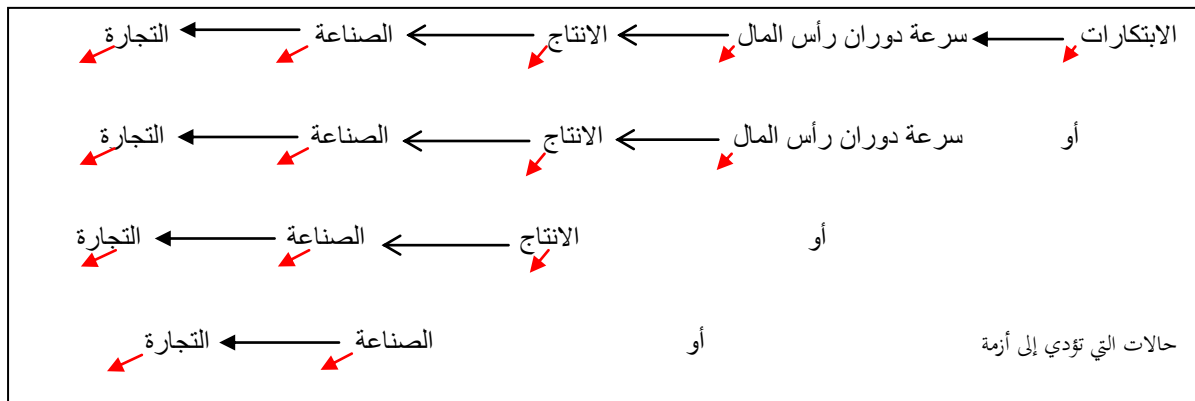 الابتكارات سرعة دوران رأس المال الانتاج الصناعة التجارة
أو سرعة دوران رأس المال الانتاج الصناعة التجارة
أو الانتاج الصناعة التجارة
حالات التي تؤدي إلى أزمة أو الصناعة التجارة